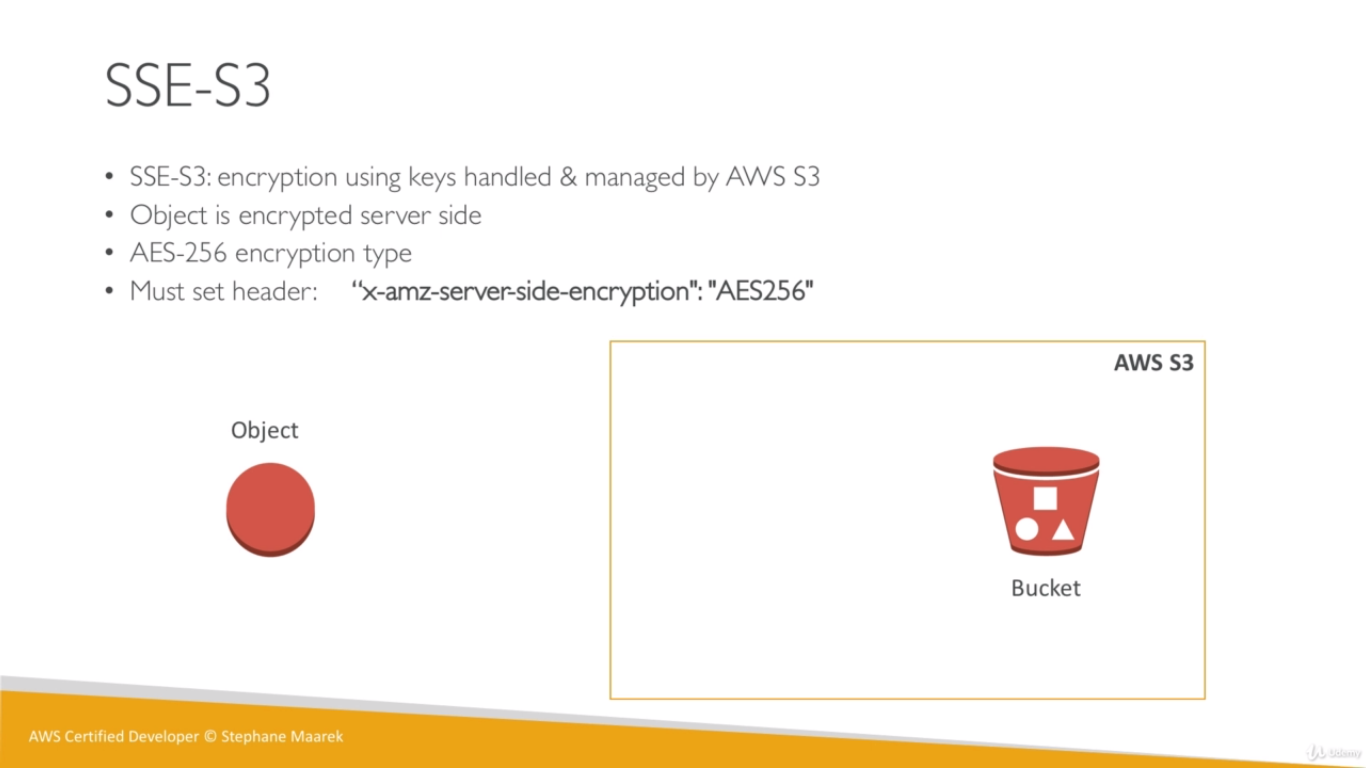 SSE-S3
• SSE-S3: encryption using keys handled & managed by AWS S3
• Object is encrypted server side
• AES-256 encryption type
• Must set header: “x-amz-server-side-encryption": "AES256"
AWS S3
Object
Bucket
AWS Certified Developer © Stephane Maarek
Udemy